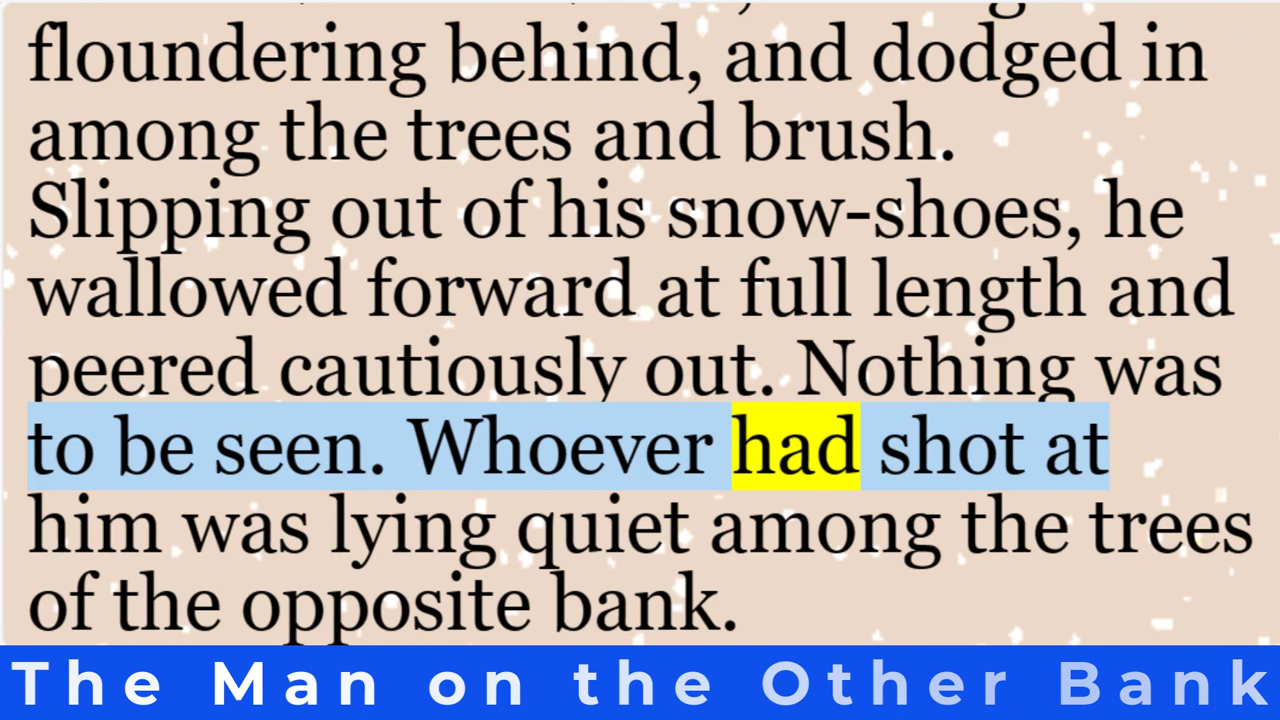 floundering behind, and dodged in
among the trees and brush.
Slipping out of his snow-shoes, he
wallowed forward at full length and
peered cautiously out. Nothing was
to be seen. Whoever had shot at
him was lying quiet among the trees
of the opposite bank.
The Man on the Other Bank